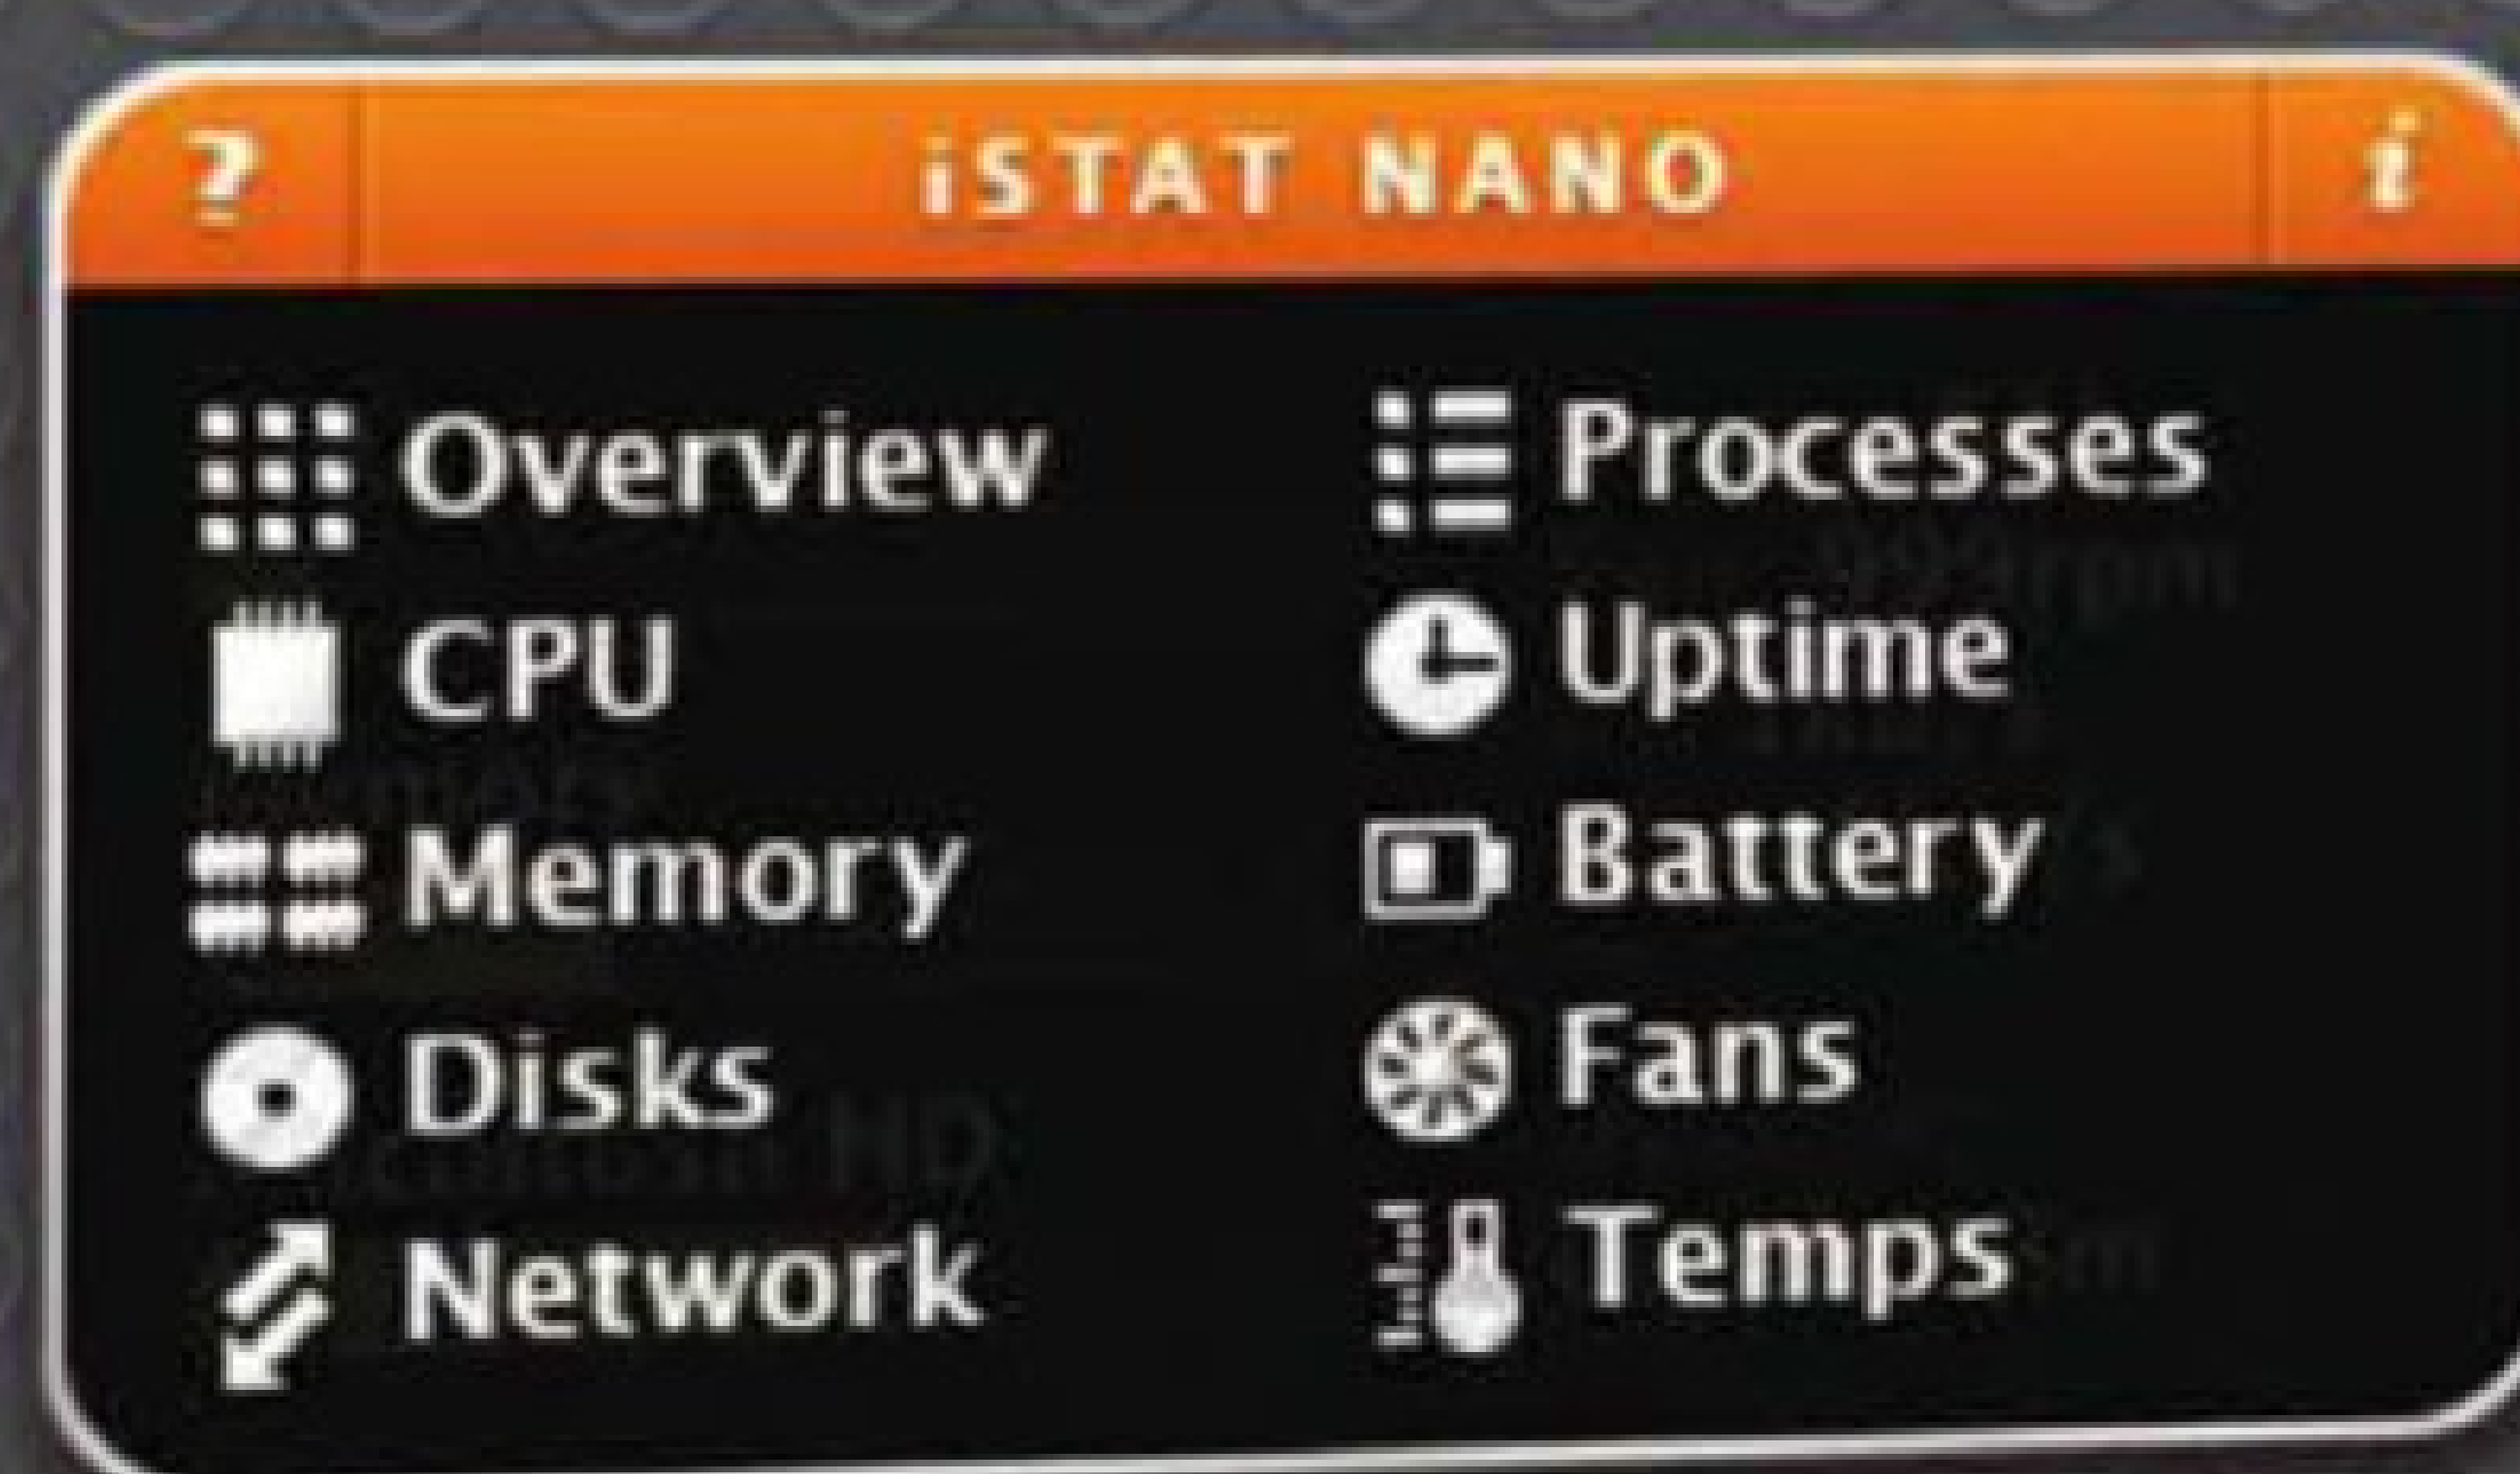 ? iSTAT NANO i
Overview
CPU
Memory
Disks
Network
Processes
Uptime
Battery
Fans
Temps